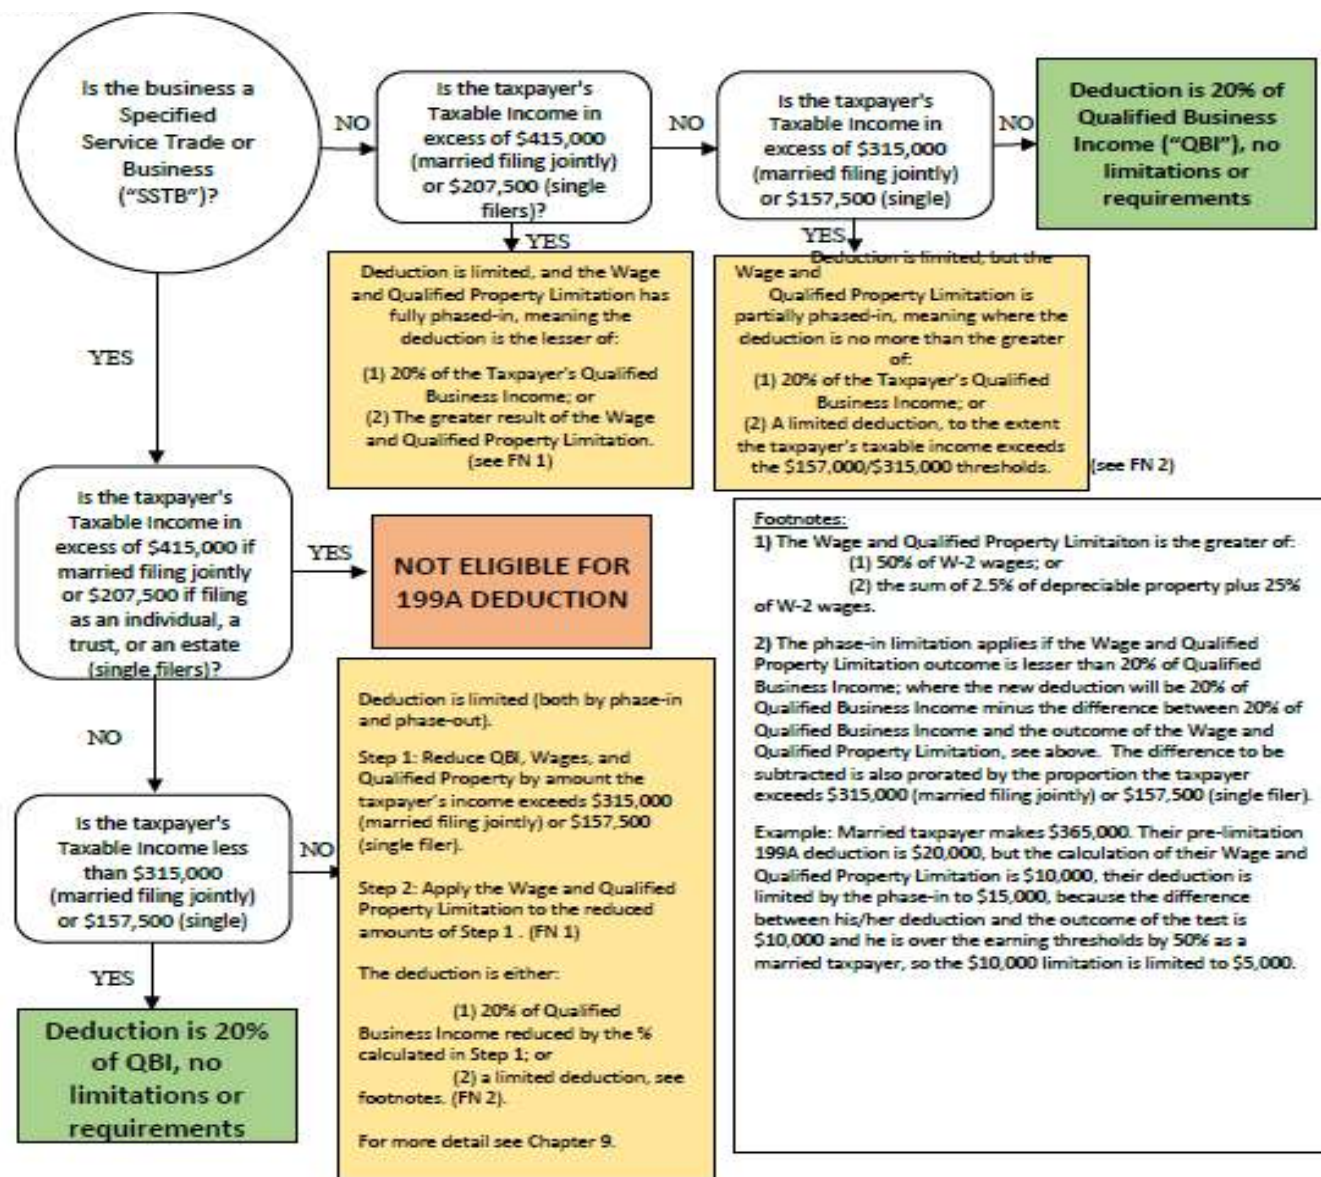 Is the business a
Specified
Service Trade or
Business
(“SSTB”)?
NO
Is the taxpayer's
Taxable Income in
excess of $415,000
(married filing jointly)
or $207,500 (single
filers)?
NO
Is the taxpayer's
Taxable Income in
excess of $315,000
(married filing jointly)
or $157,500 (single)
NO
Deduction is 20% of
Qualified Business
Income (“QBI”), no
limitations or
requirements
YES
YES
Deduction is limited, and the Wage
and Qualified Property Limitation has
fully phased-in, meaning the
deduction is the lesser of:
(1) 20% of the Taxpayer's Qualified
Business Income; or
(2) The greater result of the Wage
and Qualified Property Limitation.
(see FN 1)
Deduction is limited, but the
Wage and
Qualified Property Limitation is
partially phased-in, meaning where the
deduction is no more than the greater
of:
(1) 20% of the Taxpayer's Qualified
Business Income; or
(2) A limited deduction, to the extent
the taxpayer's taxable income exceeds
the $157,000/$315,000 thresholds.
(see FN 2)
YES
Is the taxpayer's
Taxable Income in
excess of $415,000 if
married filing jointly
or $207,500 if filing
as an individual, a
trust, or an estate
(single filers)?
YES
NOT ELIGIBLE FOR
199A DEDUCTION
NO
Is the taxpayer's
Taxable Income less
than $315,000
(married filing jointly)
or $157,500 (single)
NO
Deduction is limited (both by phase-in
and phase-out).
Step 1: Reduce QBI, Wages, and
Qualified Property by amount the
taxpayer's income exceeds $315,000
(married filing jointly) or $157,500
(single filer).
Step 2: Apply the Wage and Qualified
Property Limitation to the reduced
amounts of Step 1 . (FN 1)
The deduction is either:
(1) 20% of Qualified
Business Income reduced by the %
calculated in Step 1; or
(2) a limited deduction, see
footnotes. (FN 2).
For more detail see Chapter 9.
YES
Deduction is 20%
of QBI, no
limitations or
requirements
Footnotes:
1) The Wage and Qualified Property Limitaiton is the greater of:
(1) 50% of W-2 wages; or
(2) the sum of 2.5% of depreciable property plus 25%
of W-2 wages.
2) The phase-in limitation applies if the Wage and Qualified
Property Limitation outcome is lesser than 20% of Qualified
Business Income; where the new deduction will be 20% of
Qualified Business Income minus the difference between 20% of
Qualified Business Income and the outcome of the Wage and
Qualified Property Limitation, see above. The difference to be
subtracted is also prorated by the proportion the taxpayer
exceeds $315,000 (married filing jointly) or $157,500 (single filer).
Example: Married taxpayer makes $365,000. Their pre-limitation
199A deduction is $20,000, but the calculation of their Wage and
Qualified Property Limitation is $10,000, their deduction is
limited by the phase-in to $15,000, because the difference
between his/her deduction and the outcome of the test is
$10,000 and he is over the earning thresholds by 50% as a
married taxpayer, so the $10,000 limitation is limited to $5,000.